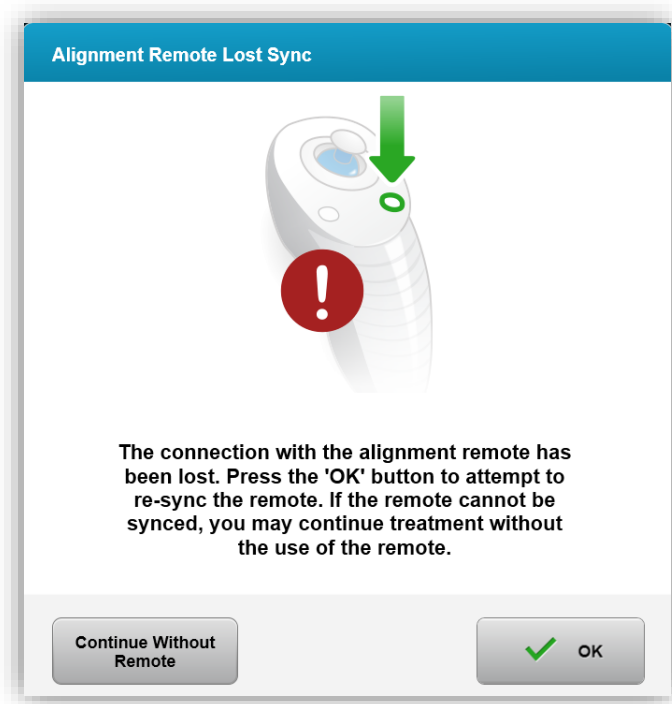 Alignment Remote Lost Sync
The connection with the alignment remote has
been lost. Press the 'OK' button to attempt to
re-sync the remote. If the remote cannot be
synced, you may continue treatment without
the use of the remote.
Continue Without
Remote
OK